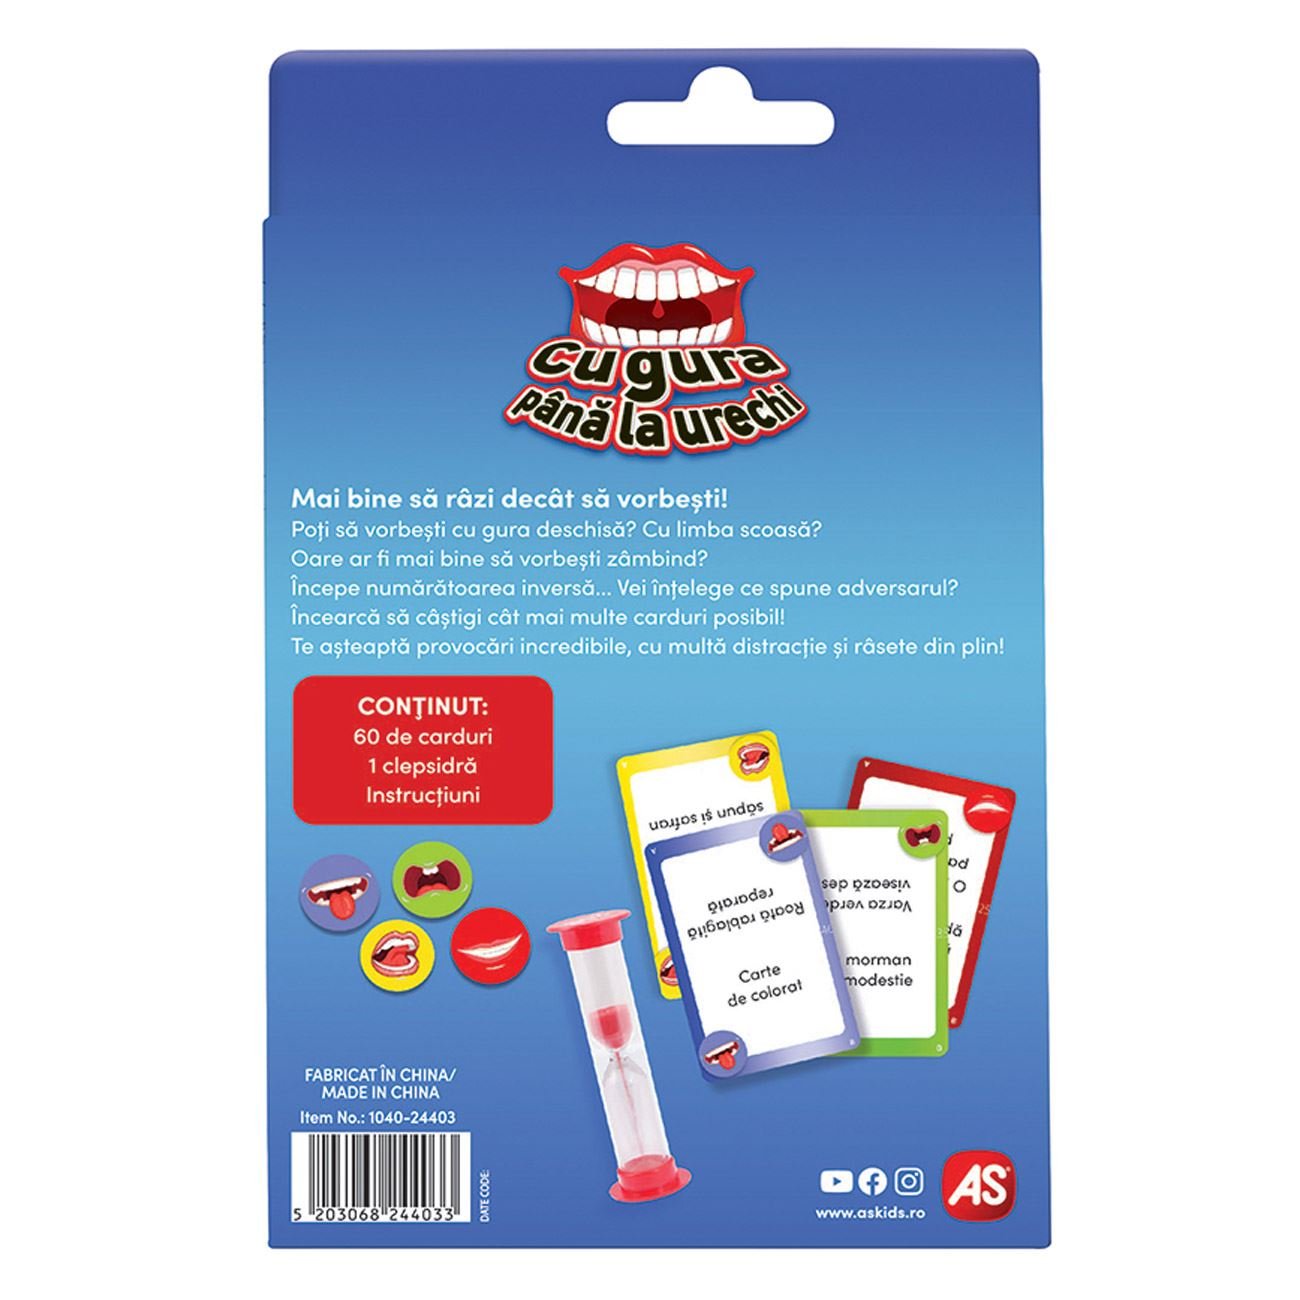 Cu gura
până la urechi
Mai bine să râzi decât să vorbești!
Poți să vorbești cu gura deschisă? Cu limba scoasă?
Oare ar fi mai bine să vorbești zâmbind?
Începe numărătoarea inversă... Vei înțelege ce spune adversarul?
Încearcă să câștigi cât mai multe carduri posibil!
Te așteaptă provocări incredibile, cu multă distracție și râsete din plin!
CONŢINUT:
60 de carduri
1 clepsidră
Instrucțiuni
săpun și șafran
Roată rablagită
reparată
Carte
de colorat
Varza verde
visează des
morman
modestie
FABRICAT ÎN CHINA/
MADE IN CHINA
Item No.: 1040-24403
5 203068 244033
DATE CODE:
www.askids.ro
AS®